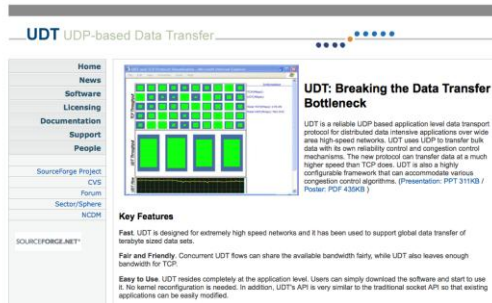 UDT UDP-based Data Transfer
Home
News
Software
Licensing
Documentation
Support
People
SourceForge Project
CVS
Forum
Sector/Sphere
NCDM
SOURCEFORGE.NET®
UDT: Breaking the Data Transfer
Bottleneck
UDT is a reliable UDP based application level data transport
protocol for distributed data intensive applications over wide
area high-speed networks. UDT uses UDP to transfer bulk
data with its own reliability control and congestion control
mechanisms. The new protocol can transfer data at a much
higher speed than TCP does. UDT is also a highly
configurable framework that can accommodate various
congestion control algorithms. (Presentation: PPT 311KB /
Poster: PDF 435KB )
Key Features
Fast. UDT is designed for extremely high speed networks and it has been used to support global data transfer of
terabyte sized data sets.
Fair and Friendly. Concurrent UDT flows can share the available bandwidth fairly, while UDT also leaves enough
bandwidth for TCP.
Easy to Use. UDT resides completely at the application level. Users can simply download the software and start to use
it. No kernel reconfiguration is needed. In addition, UDT's API is very similar to the traditional socket API so that existing
applications can be easily modified.